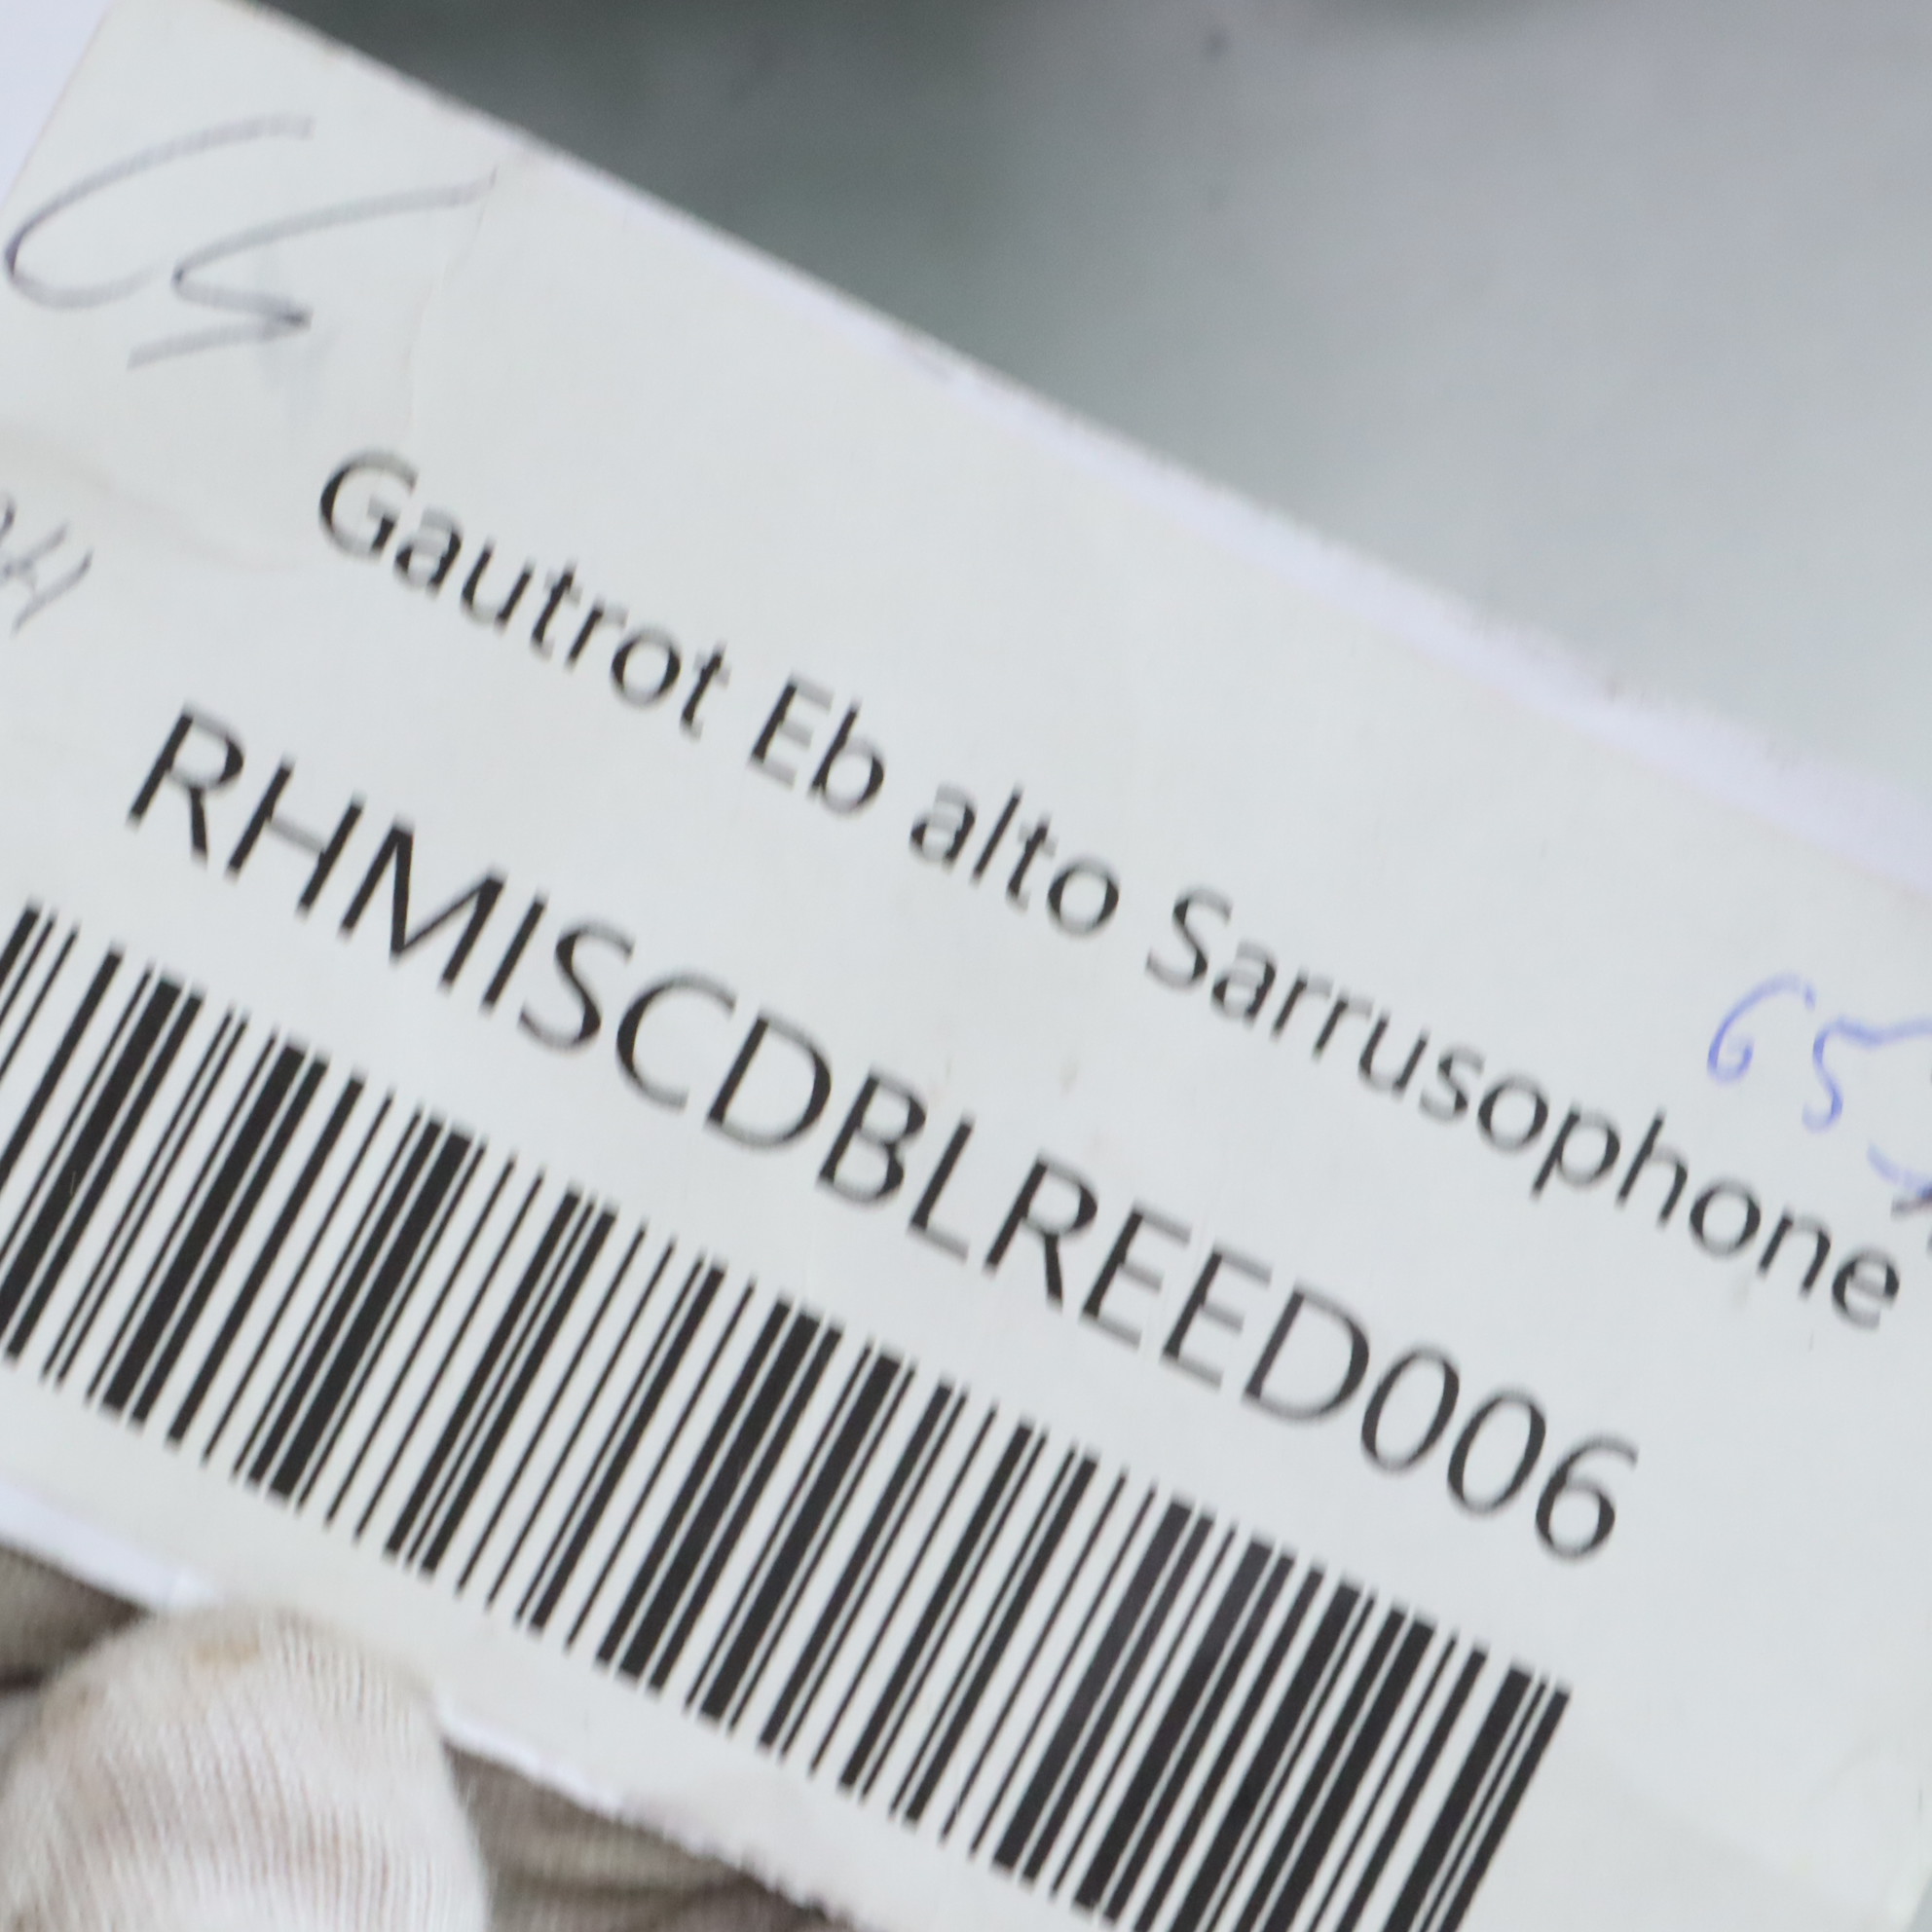 Gautrot Eb alto Sarrusophone
RHMISCDBLREED006